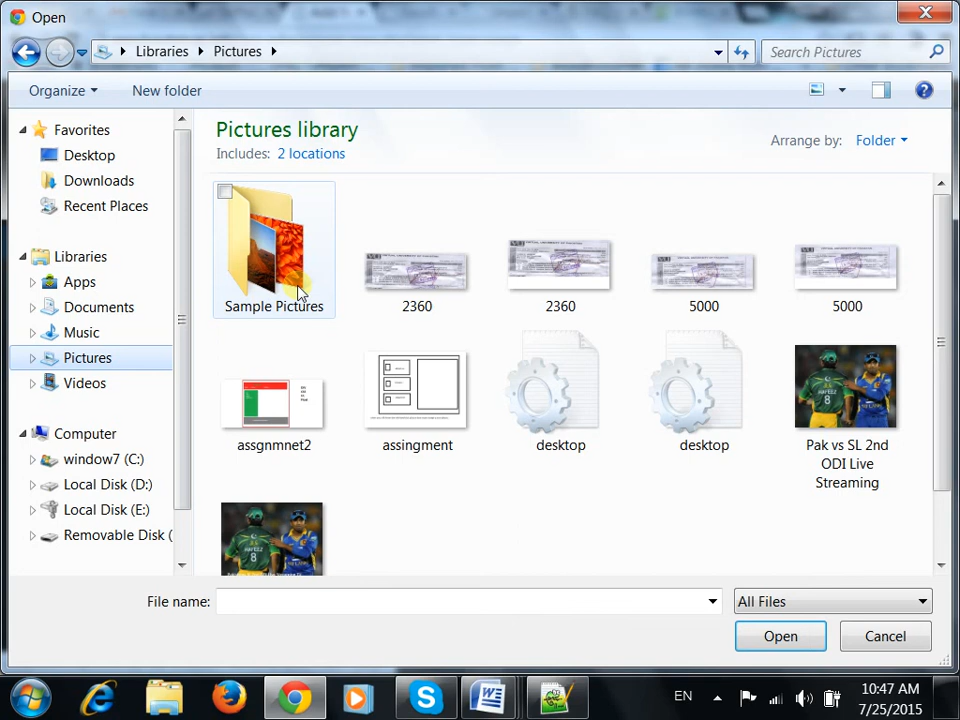 Open
Libraries
Pictures
Search Pictures
Organize
New folder
Pictures library
Includes: 2 locations
Arrange by: Folder
Favorites
Desktop
Downloads
Recent Places
Libraries
Apps
Documents
Music
Pictures
Videos
Computer
window7 (C:)
Local Disk (D:)
Local Disk (E:)
Removable Disk (
Sample Pictures
2360
2360
5000
5000
assgnmnet2
assingment
desktop
desktop
Pak vs SL 2nd
ODI Live
Streaming
File name:
All Files
Open
Cancel
EN
10:47 AM
7/25/2015